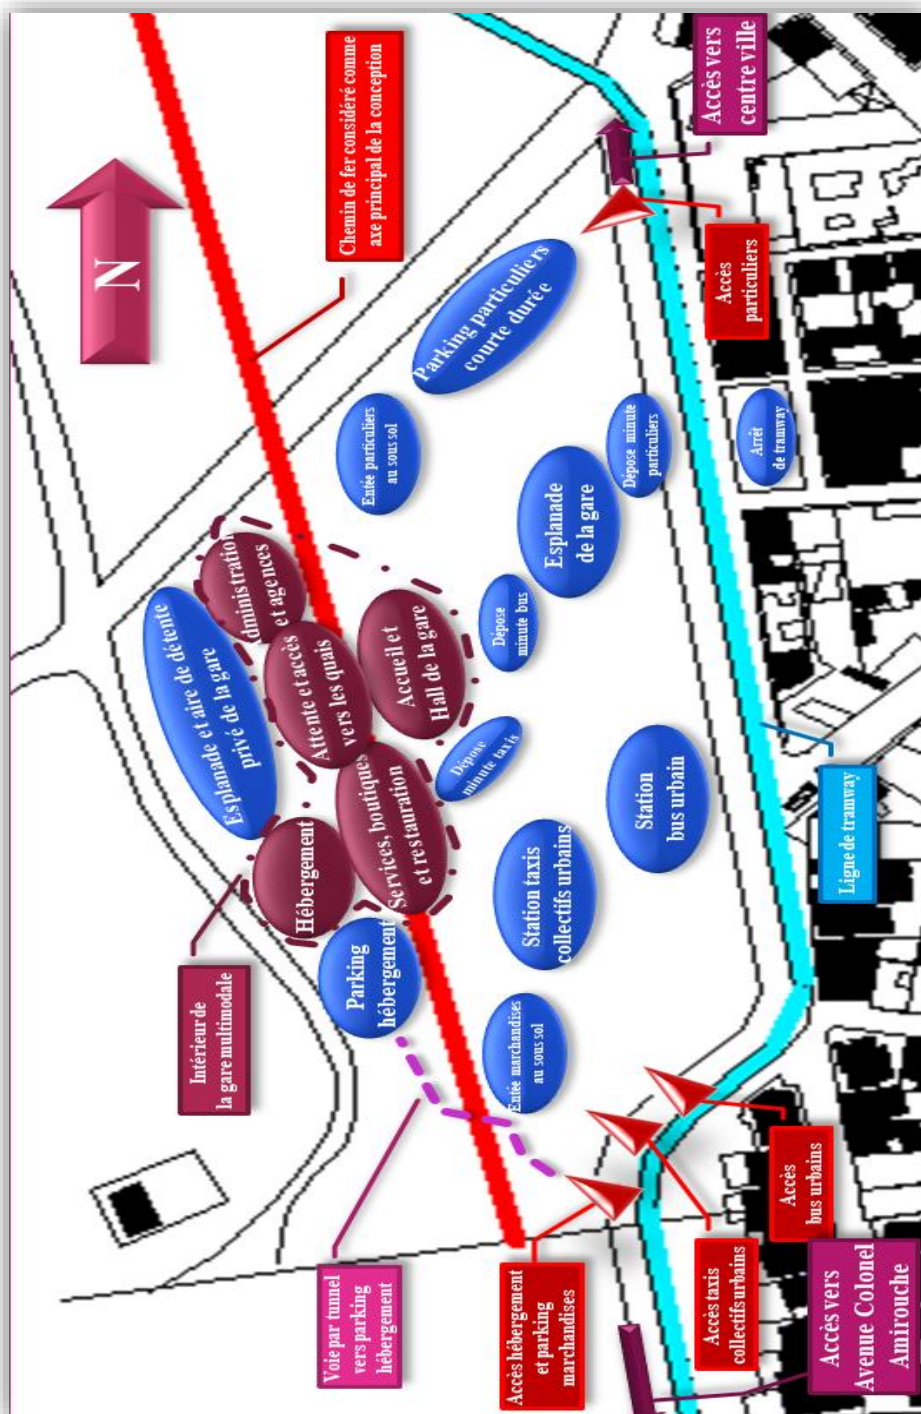 N
Chemin de fer considéré comme
axe principal de la conception
Accès vers
centre ville
Accès
particuliers
Parking particuliers
courte durée
Entée particuliers
au sous sol
Dépose minute
particuliers
Arrêt
de tramway
Esplanade
de la gare
dministration
et agences
Esplanade et aire de détente
privé de la gare
Attente et accès
vers les quais
Accueil et
Hall de la gare
Dépose
minute bus
Dépose
minute taxis
Services, boutiques
et restauration
Hébergement
Station
bus urbain
Ligne de tramway
Station taxis
collectifs urbains
Parking
hébergement
Entée marchandises
au sous sol
Intérieur de
la gare multimodale
Voie par tunnel
vers parking
hébergement
Accès hébergement
et parking
marchandises
Accès taxis
collectifs urbains
Accès
bus urbains
Accès vers
Avenue Colonel
Amirouche